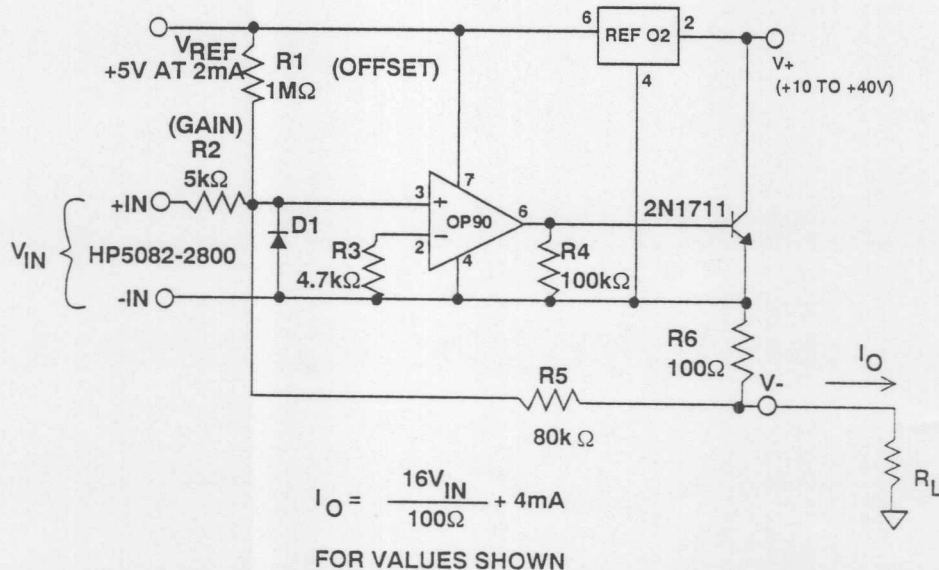 6
REF 02
2
V+
(+10 TO +40V)
4
VREF
+5V AT 2mA
R1
1MΩ
(OFFSET)
(GAIN)
R2
5kΩ
+IN
VIN
HP5082-2800
-IN
D1
R3
4.7kΩ
3
+
-
2
7
OP90
4
6
R4
100kΩ
2N1711
R6
100Ω
V-
IO
R5
80k Ω
RL
IO = 16VIN / 100Ω + 4mA
FOR VALUES SHOWN